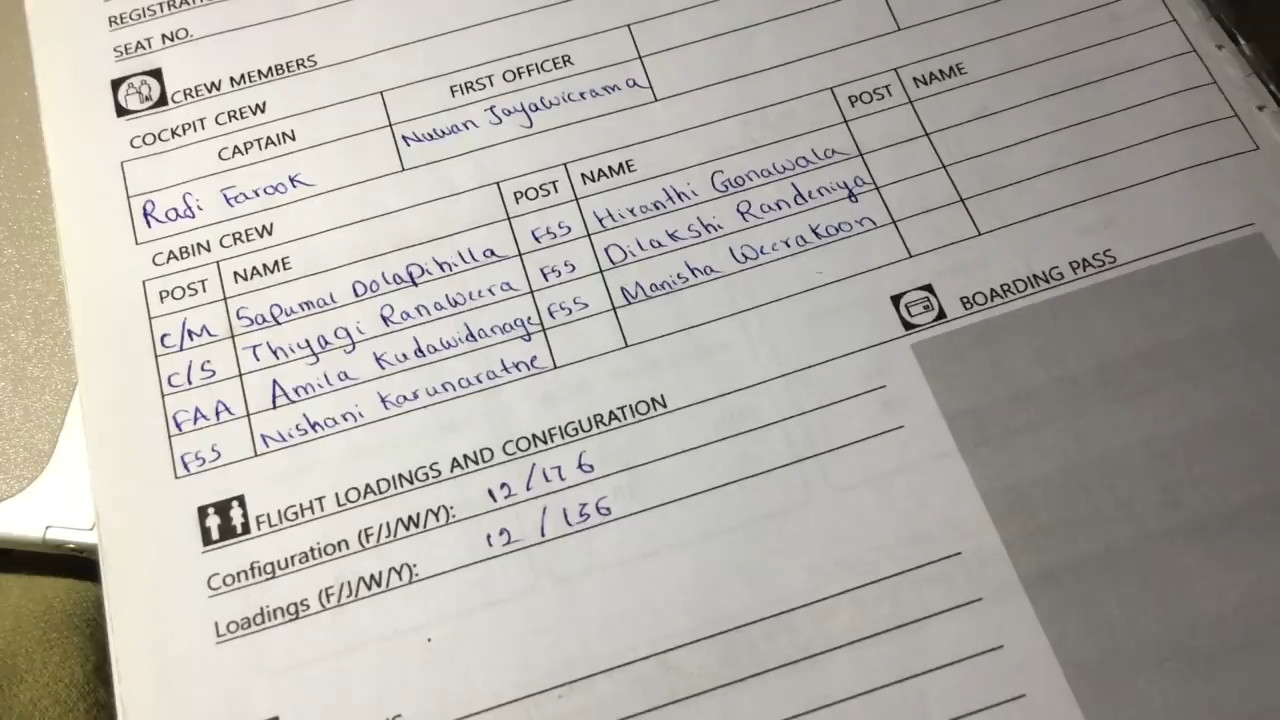 SEAT NO.
CREW MEMBERS
COCKPIT CREW
CAPTAIN FIRST OFFICER
Rafi Farook Nuwan Jayawicrama
CABIN CREW
POST NAME POST NAME POST NAME
C/M Sapumal Dolapihilla FSS Hiranthi Gonawala
C/S Thiyagi Ranaweera FSS Dilakshi Randeniya
FAA Amila Kudawidanage FSS Manisha Weerakoon
FSS Nishani Karunaratne
BOARDING PASS
FLIGHT LOADINGS AND CONFIGURATION
Configuration (F/J/W/Y): 12/176
Loadings (F/J/W/Y): 12/156